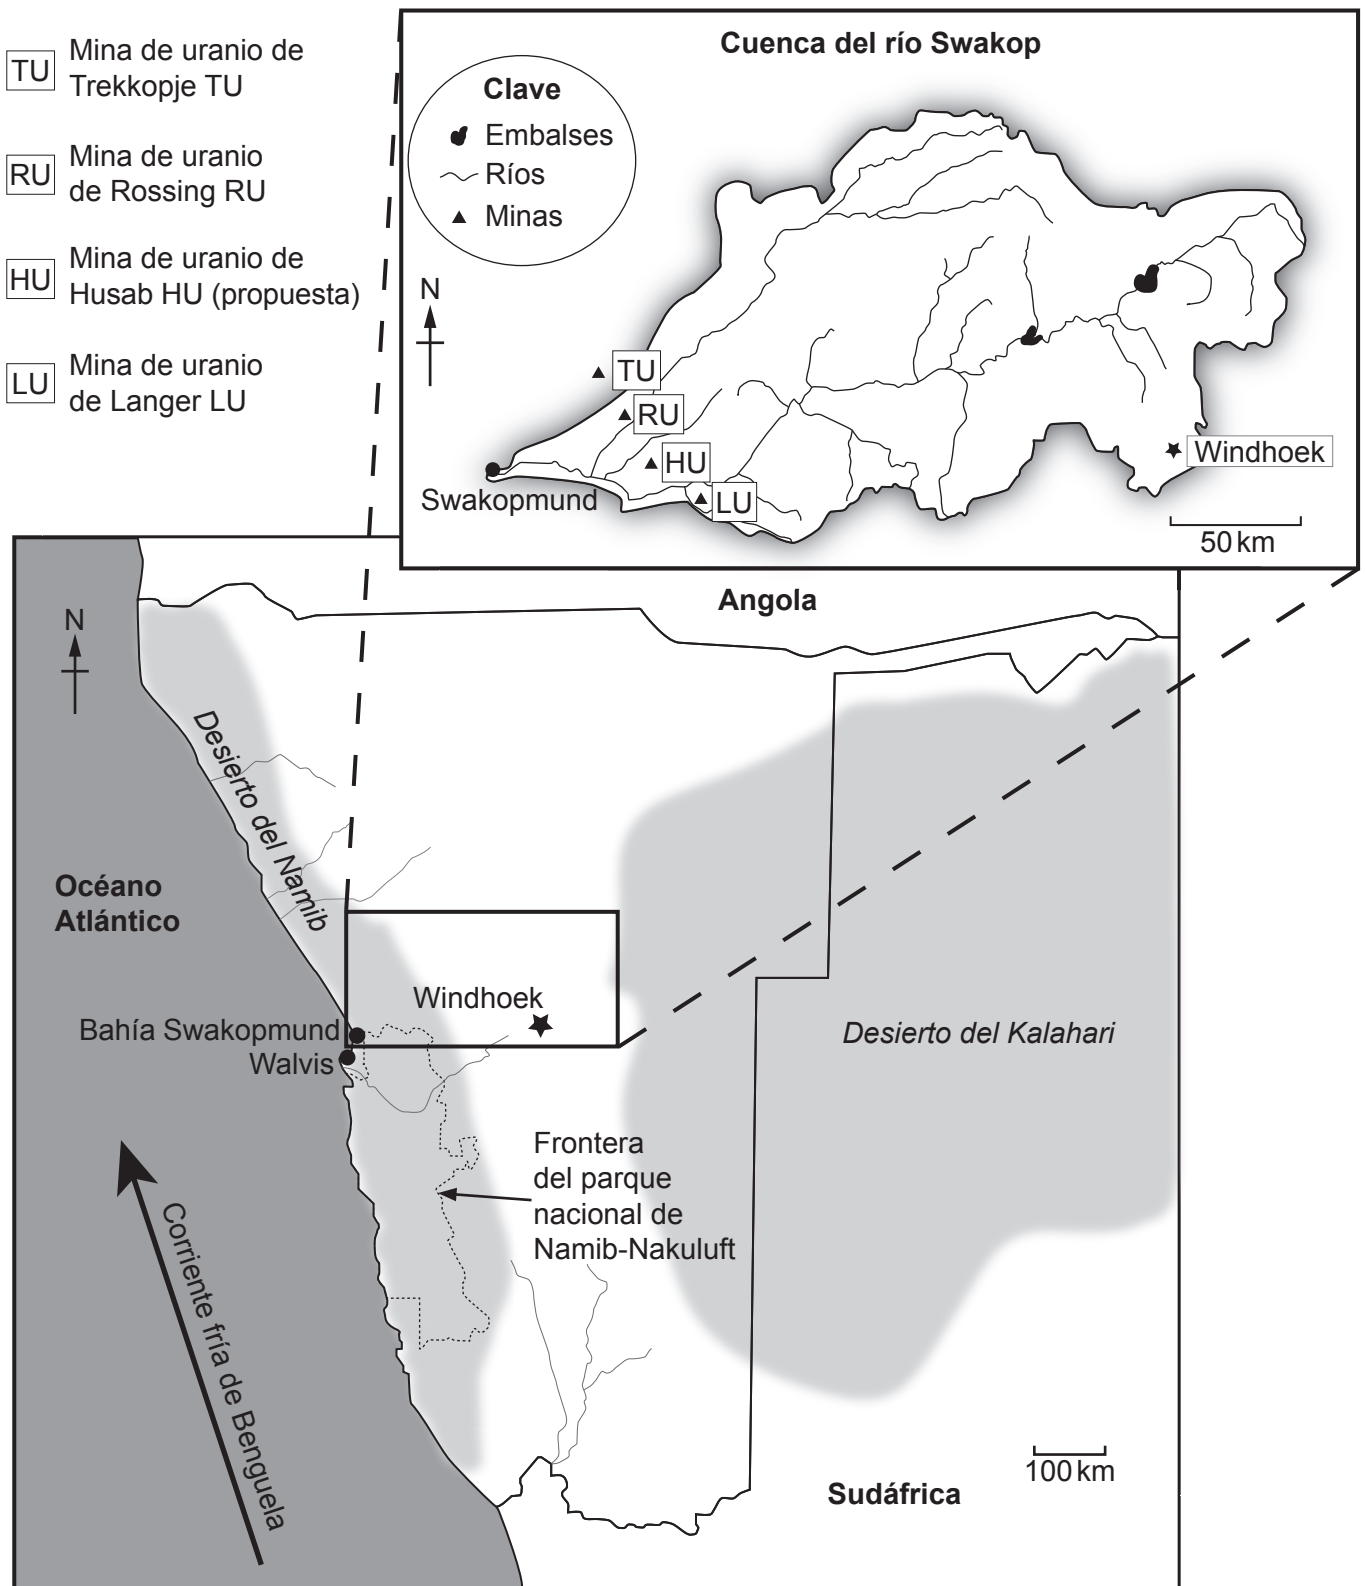 TU
Mina de uranio de
Trekkopje TU
RU
Mina de uranio
de Rossing RU
HU
Mina de uranio de
Husab HU (propuesta)
LU
Mina de uranio
de Langer LU
Cuenca del río Swakop
Clave
Embalses
Ríos
Minas
N
TU
RU
HU
LU
Swakopmund
Windhoek
50 km
N
Angola
Desierto del Namib
Océano
Atlántico
Windhoek
Bahía Swakopmund
Walvis
Desierto del Kalahari
Frontera
del parque
nacional de
Namib-Nakuluft
Corriente fría de Benguela
100 km
Sudáfrica